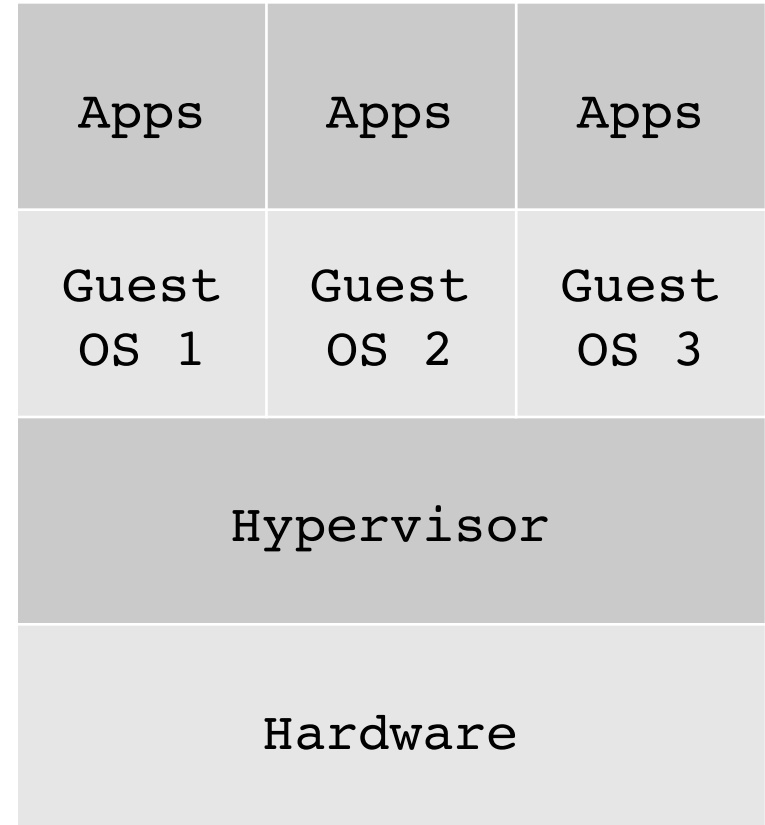 Apps
Apps
Apps
Guest
OS 1
Guest
OS 2
Guest
OS 3
Hypervisor
Hardware